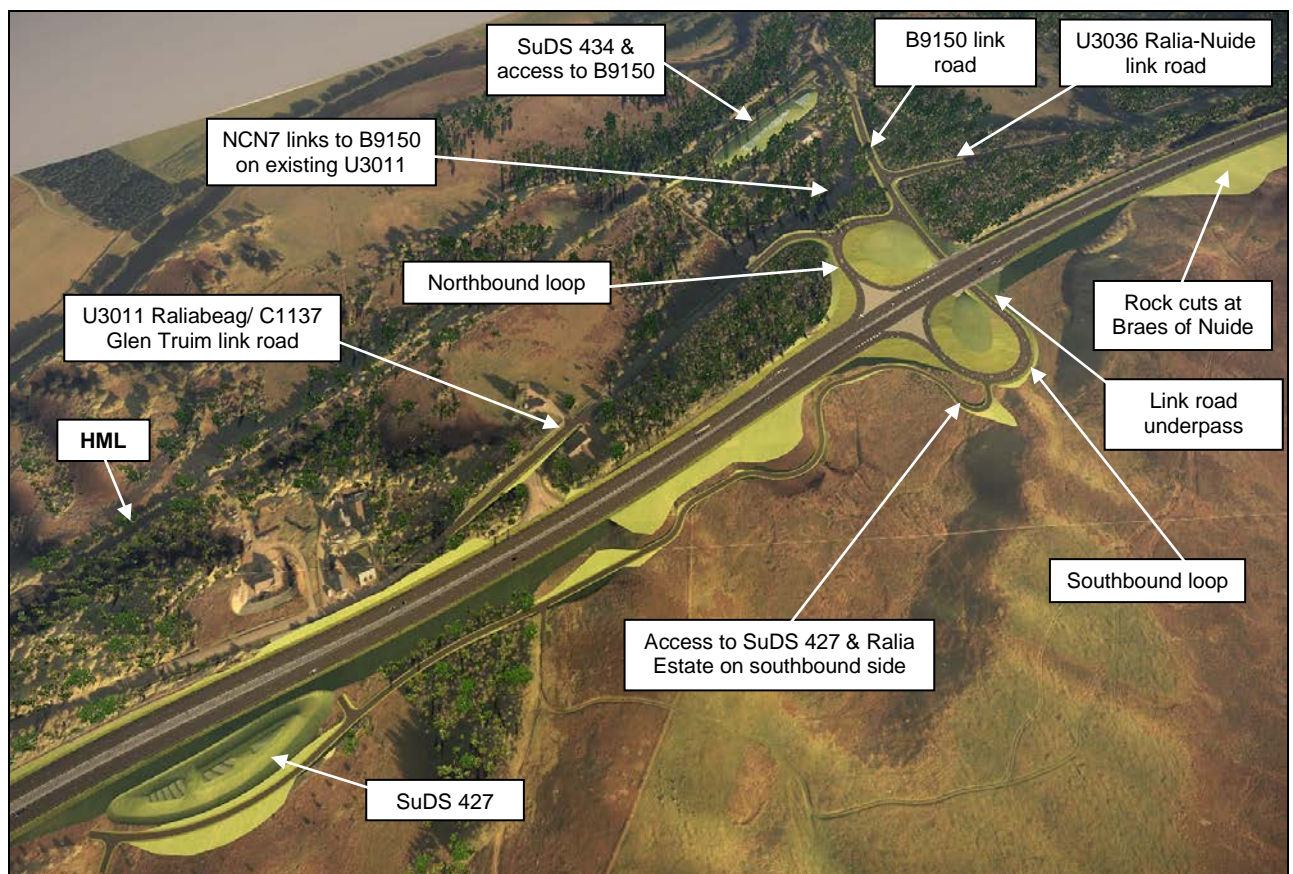 SuDS 434 &
access to B9150
B9150 link
road
U3036 Ralia-Nuide
link road
NCN7 links to B9150
on existing U3011
Northbound loop
U3011 Raliabeag/ C1137
Glen Truim link road
Rock cuts at
Braes of Nuide
HML
Link road
underpass
Southbound loop
Access to SuDS 427 & Ralia
Estate on southbound side
SuDS 427